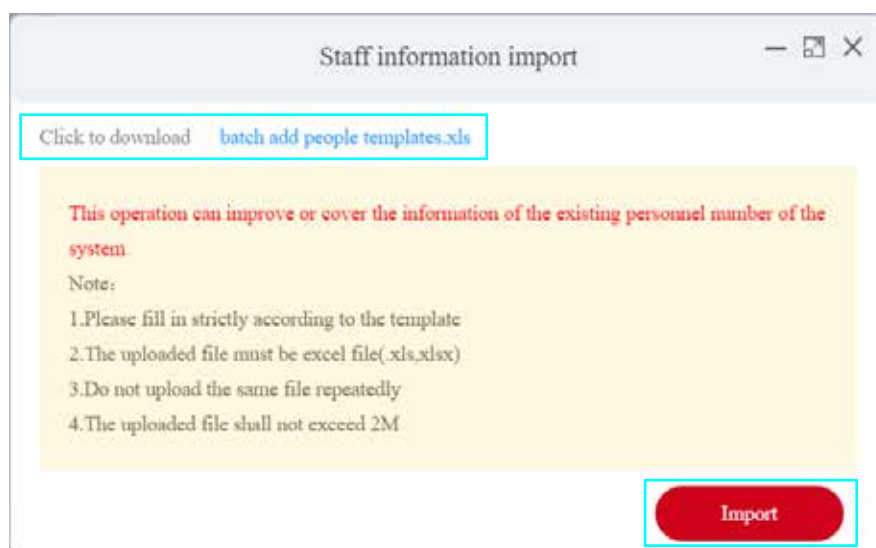 Staff information import
Click to download batch add people templates.xls
This operation can improve or cover the information of the existing personnel number of the
system
Note:
1.Please fill in strictly according to the template
2.The uploaded file must be excel file(.xls,xlsx)
3.Do not upload the same file repeatedly
4.The uploaded file shall not exceed 2M
Import